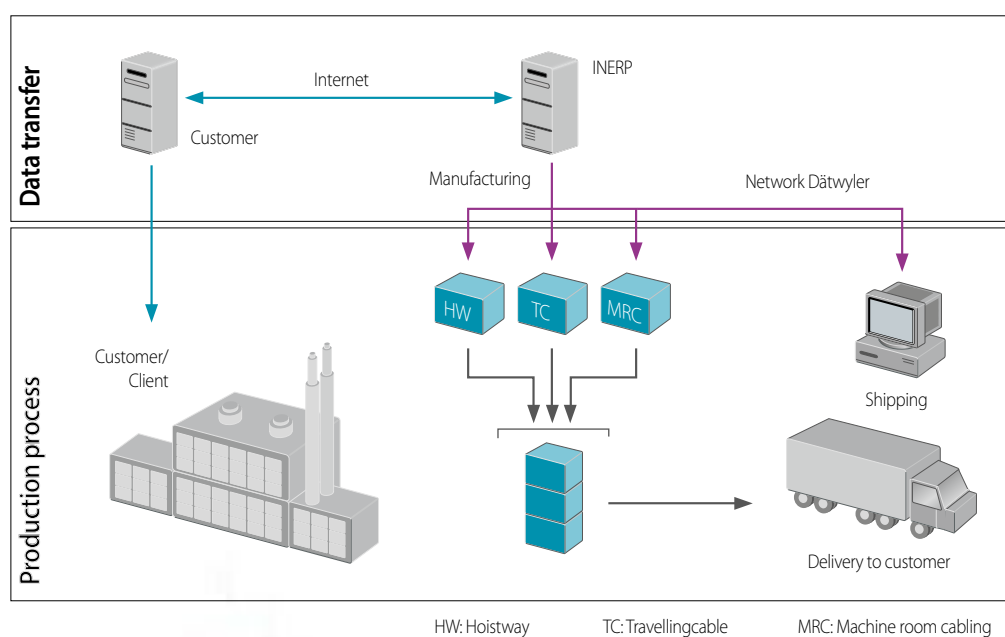 Data transfer
Internet
INERP
Customer
Manufacturing
Network Dätwyler
Production process
HW
TC
MRC
Customer/
Client
Shipping
Delivery to customer
HW: Hoistway
TC: Travellingcable
MRC: Machine room cabling